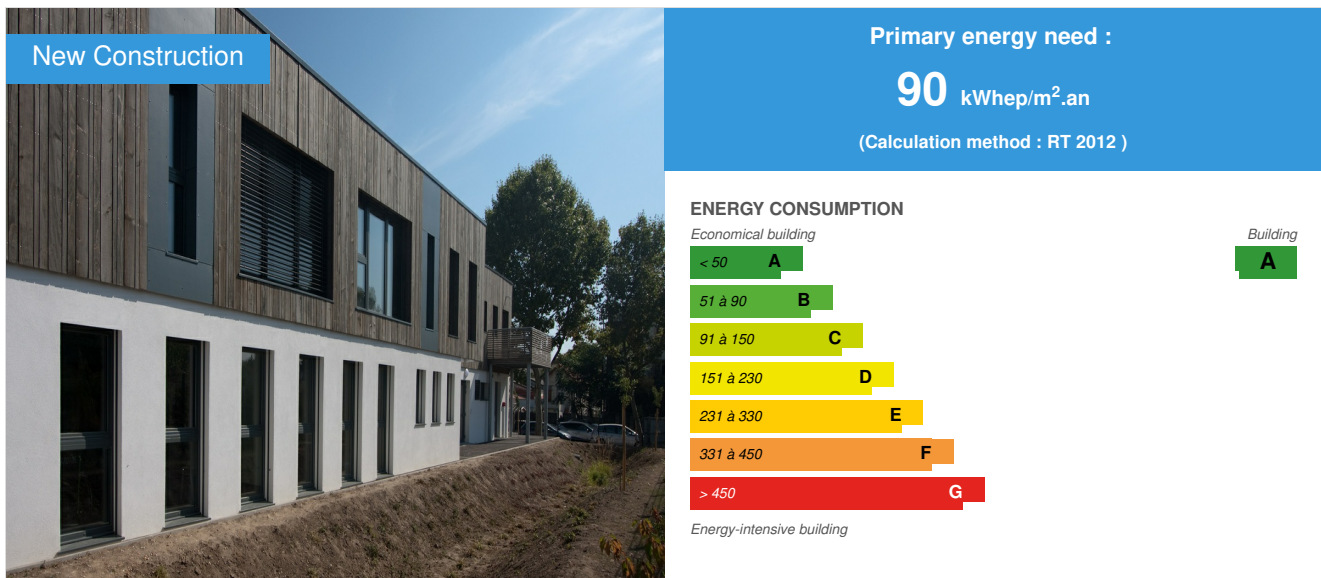 New Construction
Primary energy need :
90 kWhep/m².an
(Calculation method : RT 2012 )
ENERGY CONSUMPTION
Economical building
Building
< 50 A
A
51 à 90 B
91 à 150 C
151 à 230 D
231 à 330 E
331 à 450 F
> 450 G
Energy-intensive building